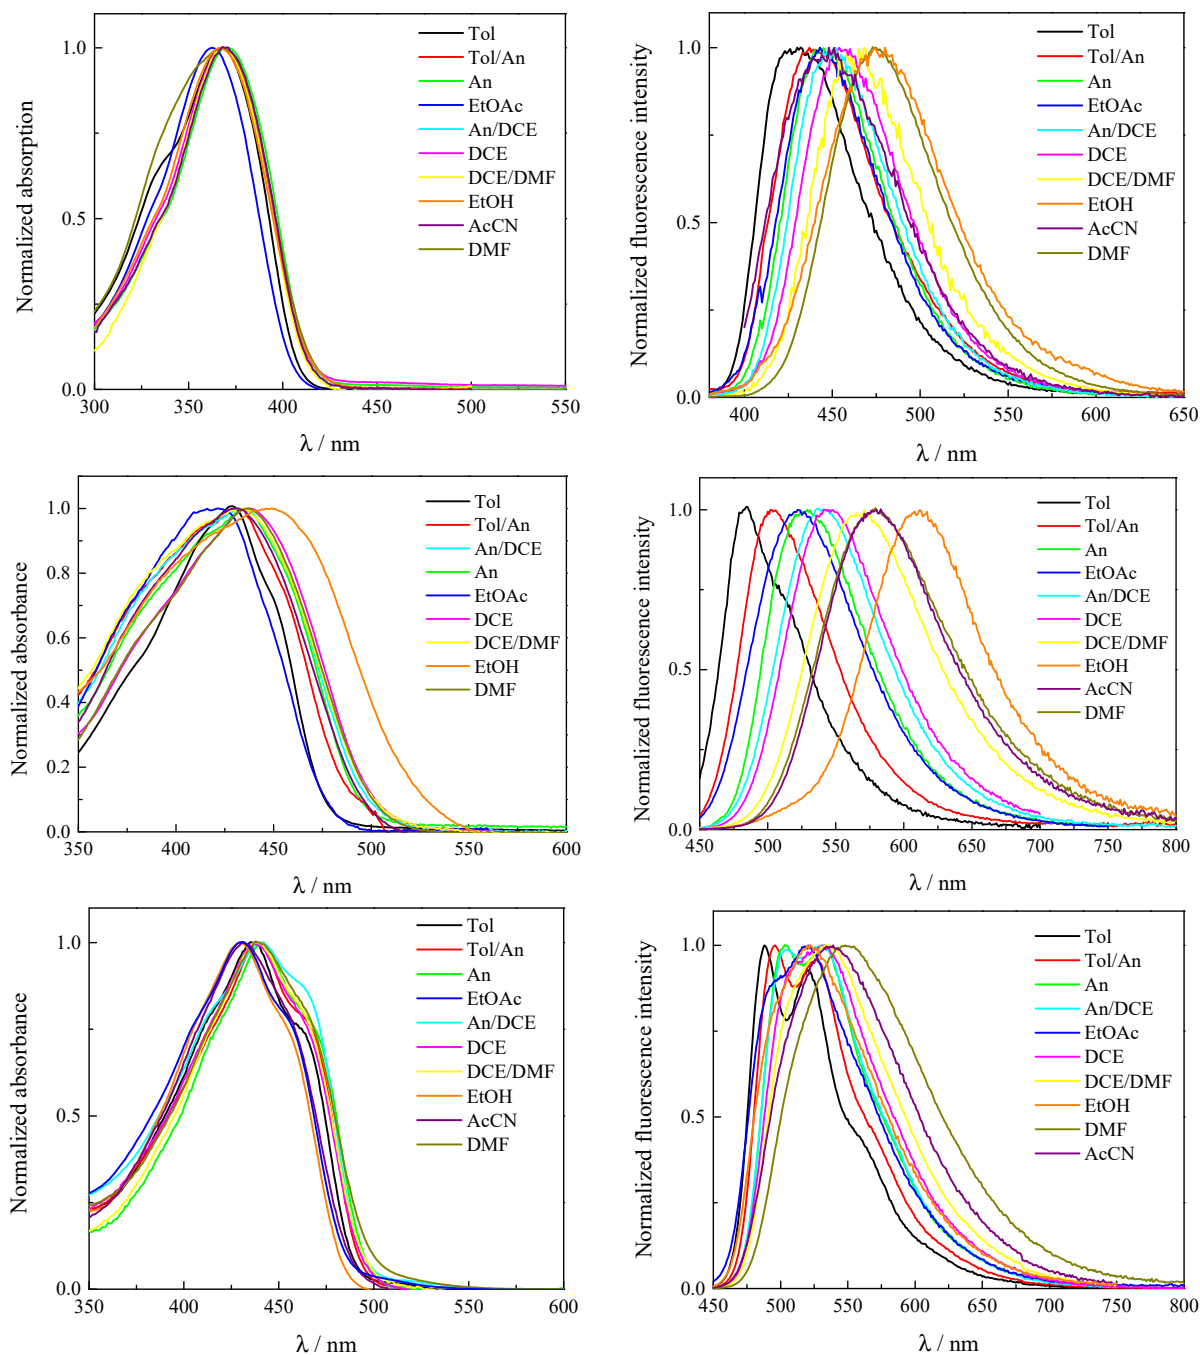 Normalized absorption
1.0
0.5
0.0
300
350
400
450
500
550
λ / nm
Tol
Tol/An
An
EtOAc
An/DCE
DCE
DCE/DMF
EtOH
AcCN
DMF
Normalized fluorescence intensity
1.0
0.5
0.0
400
450
500
550
600
650
λ / nm
Tol
Tol/An
An
EtOAc
An/DCE
DCE
DCE/DMF
EtOH
AcCN
DMF
Normalized absorbance
1.0
0.8
0.6
0.4
0.2
0.0
350
400
450
500
550
600
λ / nm
Tol
Tol/An
An/DCE
An
EtOAc
DCE
DCE/DMF
EtOH
DMF
Normalized fluorescence intensity
1.0
0.5
0.0
450
500
550
600
650
700
750
800
λ / nm
Tol
Tol/An
An
EtOAc
An/DCE
DCE
DCE/DMF
EtOH
AcCN
DMF
Normalized absorbance
1.0
0.5
0.0
350
400
450
500
550
600
λ / nm
Tol
Tol/An
An
EtOAc
An/DCE
DCE
DCE/DMF
EtOH
AcCN
DMF
Normalized fluorescence intensity
1.0
0.5
0.0
450
500
550
600
650
700
750
800
λ / nm
Tol
Tol/An
An
An/DCE
EtOAc
DCE
DCE/DMF
EtOH
DMF
AcCN